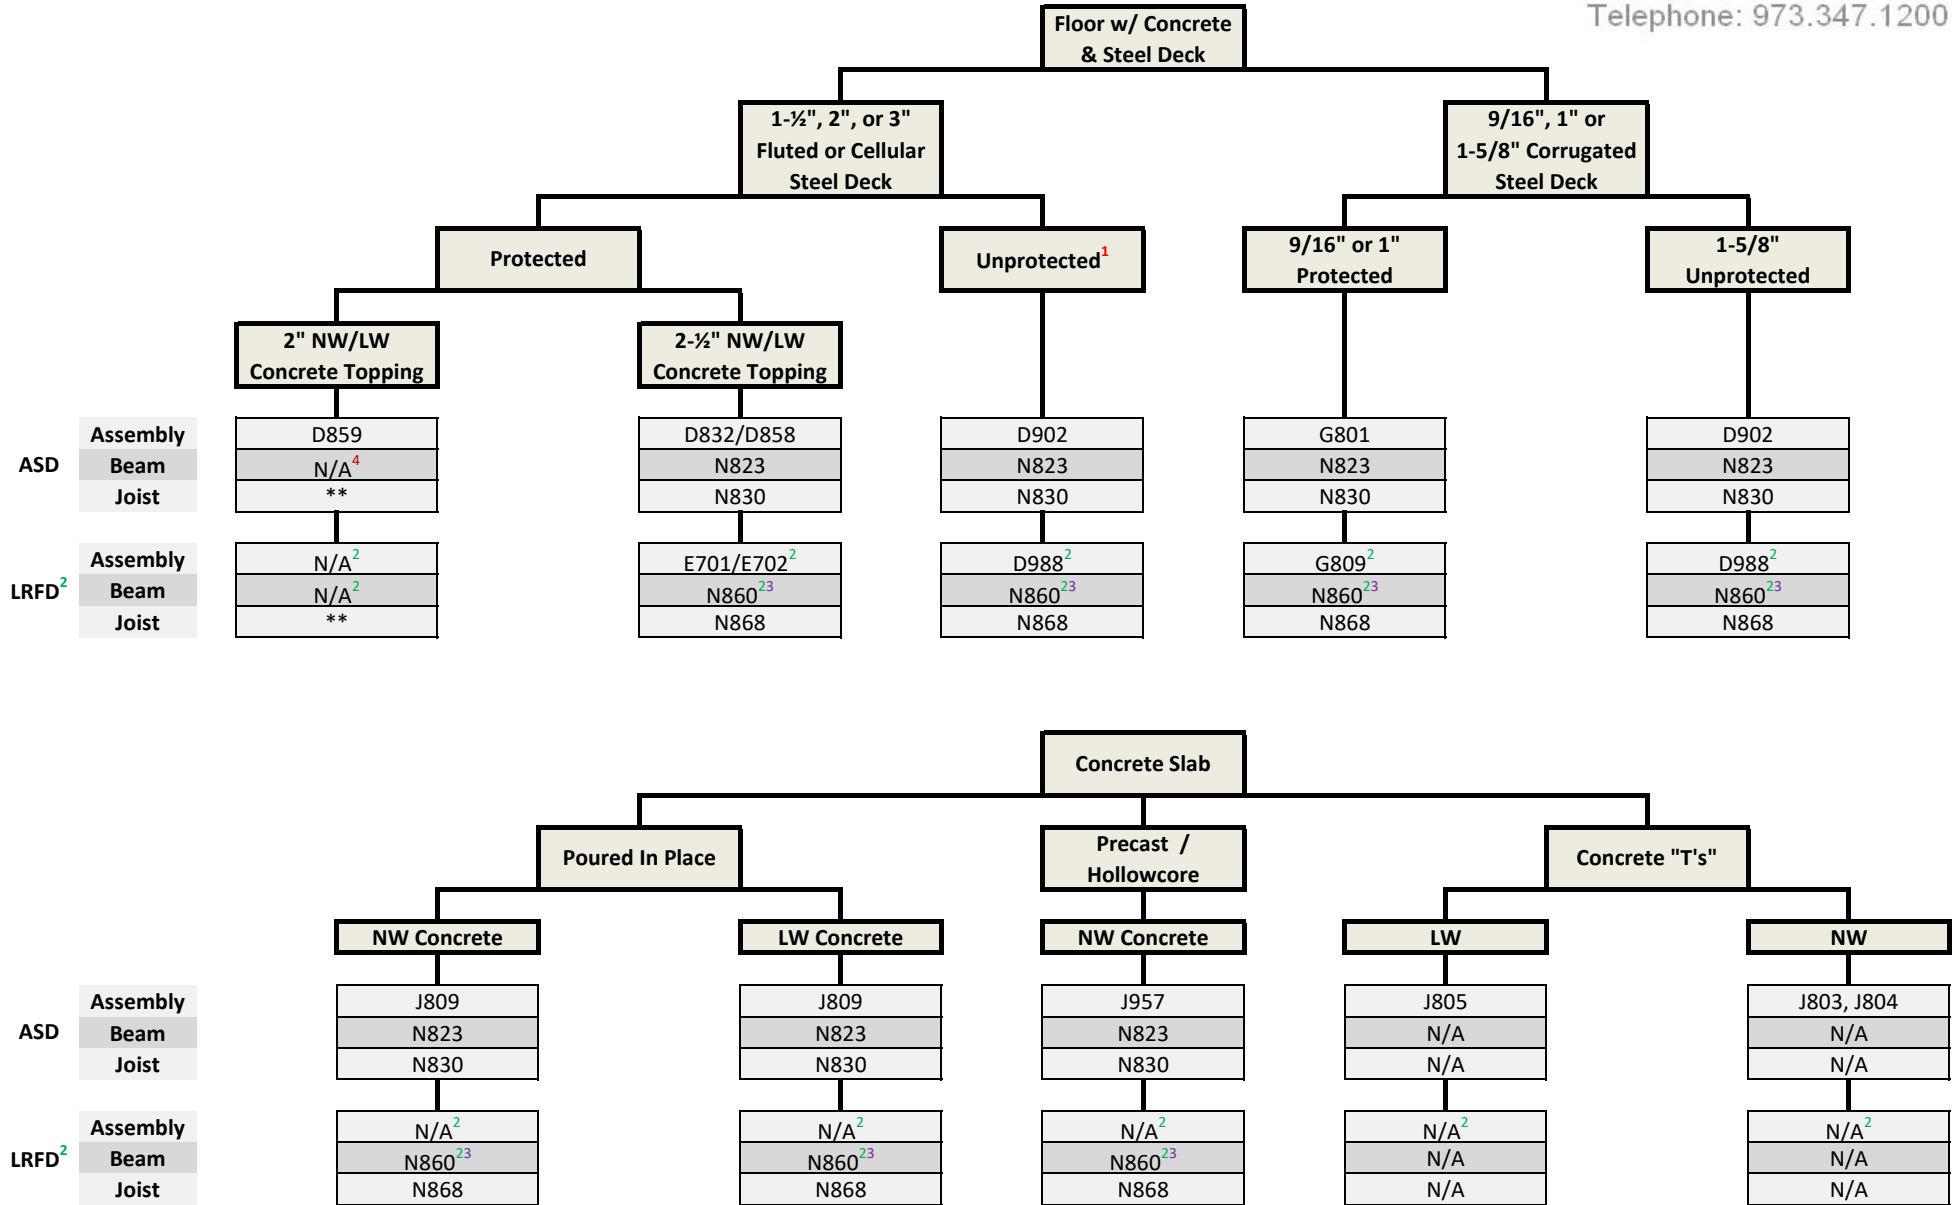 Telephone: 973.347.1200
Floor w/ Concrete
& Steel Deck
1-½", 2", or 3"
Fluted or Cellular
Steel Deck
9/16", 1" or
1-5/8" Corrugated
Steel Deck
Protected
Unprotected1
9/16" or 1"
Protected
1-5/8"
Unprotected
2" NW/LW
Concrete Topping
2-½" NW/LW
Concrete Topping
ASD
Assembly D859 D832/D858 D902 G801 D902
Beam N/A4 N823 N823 N823 N823
Joist ** N830 N830 N830 N830
LRFD2
Assembly N/A2 E701/E7022 D9882 G8092 D9882
Beam N/A2 N86023 N86023 N86023 N86023
Joist ** N868 N868 N868 N868
Concrete Slab
Poured In Place
Precast /
Hollowcore
Concrete "T's"
NW Concrete LW Concrete NW Concrete LW NW
ASD
Assembly J809 J809 J957 J805 J803, J804
Beam N823 N823 N823 N/A N/A
Joist N830 N830 N830 N/A N/A
LRFD2
Assembly N/A2 N/A2 N/A2 N/A2 N/A2
Beam N86023 N86023 N86023 N/A N/A
Joist N868 N868 N868 N/A N/A